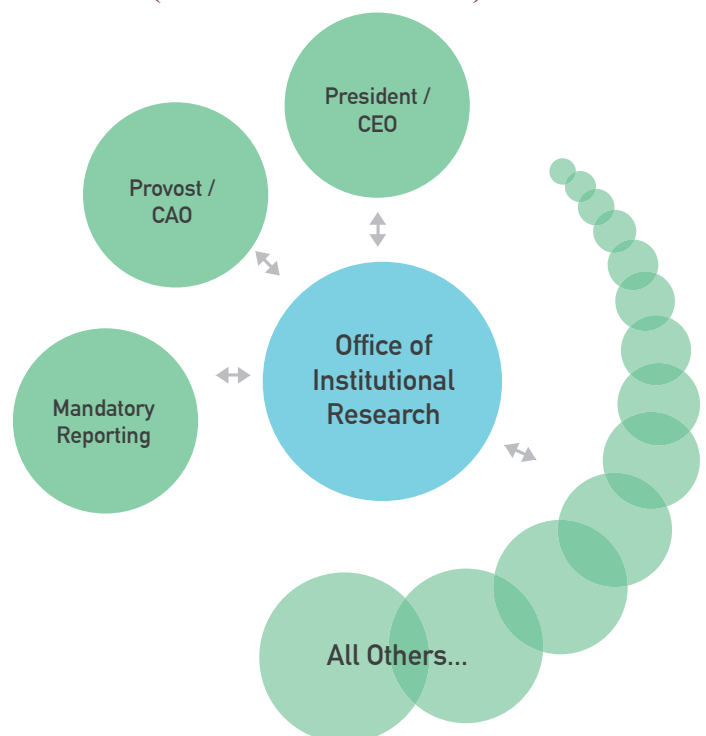 President /
CEO
Provost /
CAO
Office of
Institutional
Research
Mandatory
Reporting
All Others...